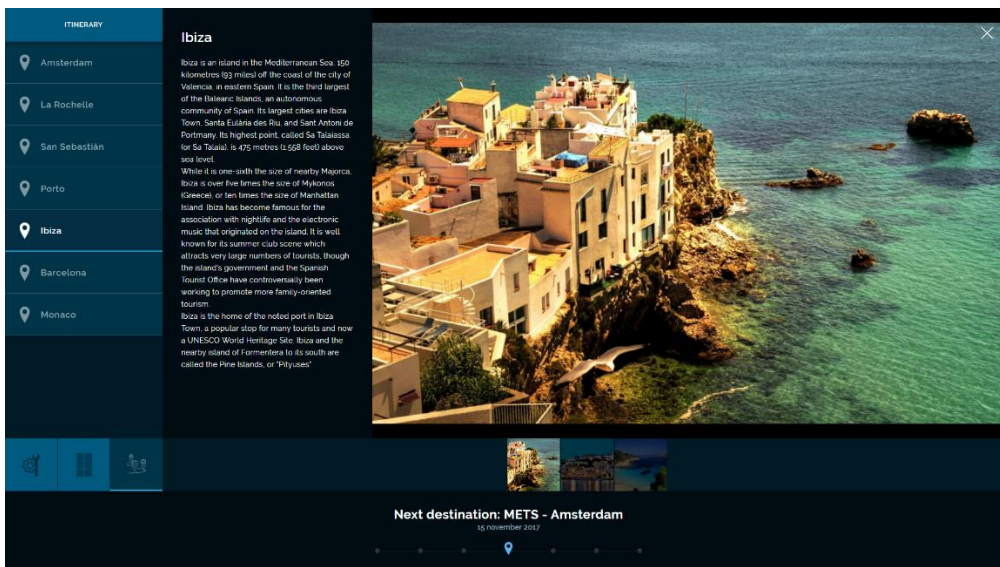 ITINERARY
Amsterdam
La Rochelle
San Sebastián
Porto
Ibiza
Barcelona
Monaco
Ibiza
Ibiza is an island in the Mediterranean Sea, 150
kilometres (93 miles) off the coast of the city of
Valencia, in eastern Spain. It is the third largest
of the Balearic Islands, an autonomous
community of Spain. Its largest cities are Ibiza
Town, Santa Eulària des Riu, and Sant Antoni de
Portmany. Its highest point, called Sa Talaiassa
(or Sa Talaia), is 475 metres (1,558 feet) above
sea level.
While it is one-sixth the size of nearby Majorca,
Ibiza is over five times the size of Mykonos
(Greece), or ten times the size of Manhattan
Island. Ibiza has become famous for the
association with nightlife and the electronic
music that originated on the island. It is well
known for its summer club scene which
attracts very large numbers of tourists, though
the island's government and the Spanish
Tourist Office have controversially been
working to promote more family-oriented
tourism.
Ibiza is the home of the noted port in Ibiza
Town, a popular stop for many tourists and now
a UNESCO World Heritage Site. Ibiza and the
nearby island of Formentera to its south are
called the Pine Islands, or "Pityuses"
Next destination: METS - Amsterdam
15 november 2017